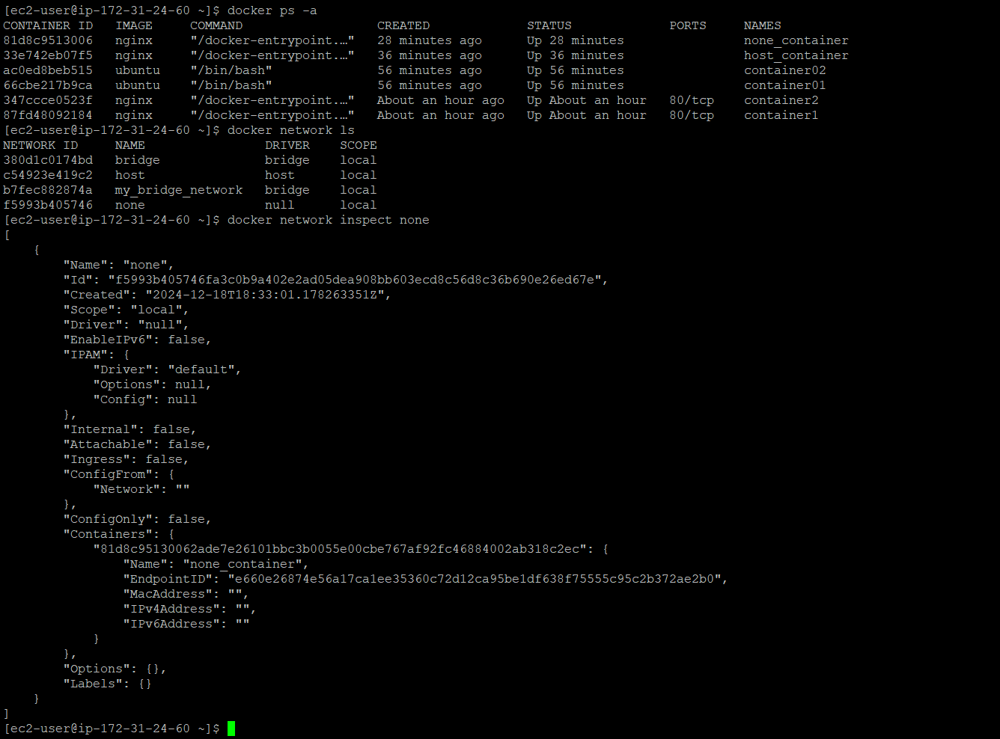 [ec2-user@ip-172-31-24-60 ~]$ docker ps -a
CONTAINER ID   IMAGE     COMMAND                  CREATED             STATUS             PORTS     NAMES
81d8c9513006   nginx     "/docker-entrypoint.…"   28 minutes ago      Up 28 minutes                none_container
33e742eb07f5   nginx     "/docker-entrypoint.…"   36 minutes ago      Up 36 minutes                host_container
ac0ed8beb515   ubuntu    "/bin/bash"              56 minutes ago      Up 56 minutes                container02
66cbe217b9ca   ubuntu    "/bin/bash"              56 minutes ago      Up 56 minutes                container01
347ccce0523f   nginx     "/docker-entrypoint.…"   About an hour ago   Up About an hour   80/tcp    container2
87fd48092184   nginx     "/docker-entrypoint.…"   About an hour ago   Up About an hour   80/tcp    container1
[ec2-user@ip-172-31-24-60 ~]$ docker network ls
NETWORK ID     NAME                DRIVER    SCOPE
380d1c0174bd   bridge              bridge    local
c54923e419c2   host                host      local
b7fec882874a   my_bridge_network   bridge    local
f5993b405746   none                null      local
[ec2-user@ip-172-31-24-60 ~]$ docker network inspect none
[
    {
        "Name": "none",
        "Id": "f5993b405746fa3c0b9a402e2ad05dea908bb603ecd8c56d8c36b690e26ed67e",
        "Created": "2024-12-18T18:33:01.178263351Z",
        "Scope": "local",
        "Driver": "null",
        "EnableIPv6": false,
        "IPAM": {
            "Driver": "default",
            "Options": null,
            "Config": null
        },
        "Internal": false,
        "Attachable": false,
        "Ingress": false,
        "ConfigFrom": {
            "Network": ""
        },
        "ConfigOnly": false,
        "Containers": {
            "81d8c95130062ade7e26101bbc3b0055e00cbe767af92fc46884002ab318c2ec": {
                "Name": "none_container",
                "EndpointID": "e660e26874e56a17ca1ee35360c72d12ca95be1df638f75555c95c2b372ae2b0",
                "MacAddress": "",
                "IPv4Address": "",
                "IPv6Address": ""
            }
        },
        "Options": {},
        "Labels": {}
    }
]
[ec2-user@ip-172-31-24-60 ~]$